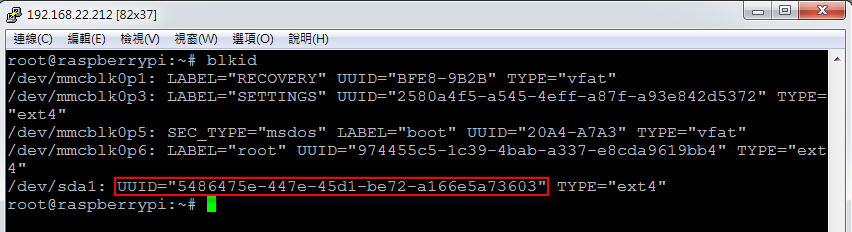 192.168.22.212 [82x37]
連線(C) 編輯(E) 檢視(V) 視窗(W) 選項(O) 說明(H)
root@raspberrypi:~# blkid
/dev/mmcblk0p1: LABEL="RECOVERY" UUID="BFE8-9B2B" TYPE="vfat"
/dev/mmcblk0p3: LABEL="SETTINGS" UUID="2580a4f5-a545-4eff-a87f-a93e842d5372" TYPE=
"ext4"
/dev/mmcblk0p5: SEC_TYPE="msdos" LABEL="boot" UUID="20A4-A7A3" TYPE="vfat"
/dev/mmcblk0p6: LABEL="root" UUID="974455c5-1c39-4bab-a337-e8cda9619bb4" TYPE="ext
4"
/dev/sda1: UUID="5486475e-447e-45d1-be72-a166e5a73603" TYPE="ext4"
root@raspberrypi:~#